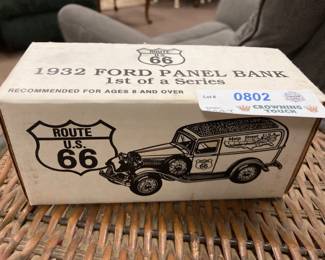 ROUTE
66
1932 FORD PANEL BANK
1st of a Series
RECOMMENDED FOR AGES 8 AND OVER
Lot #
0802
CROWNING
TOUCH
ROUTE
U.S.
66